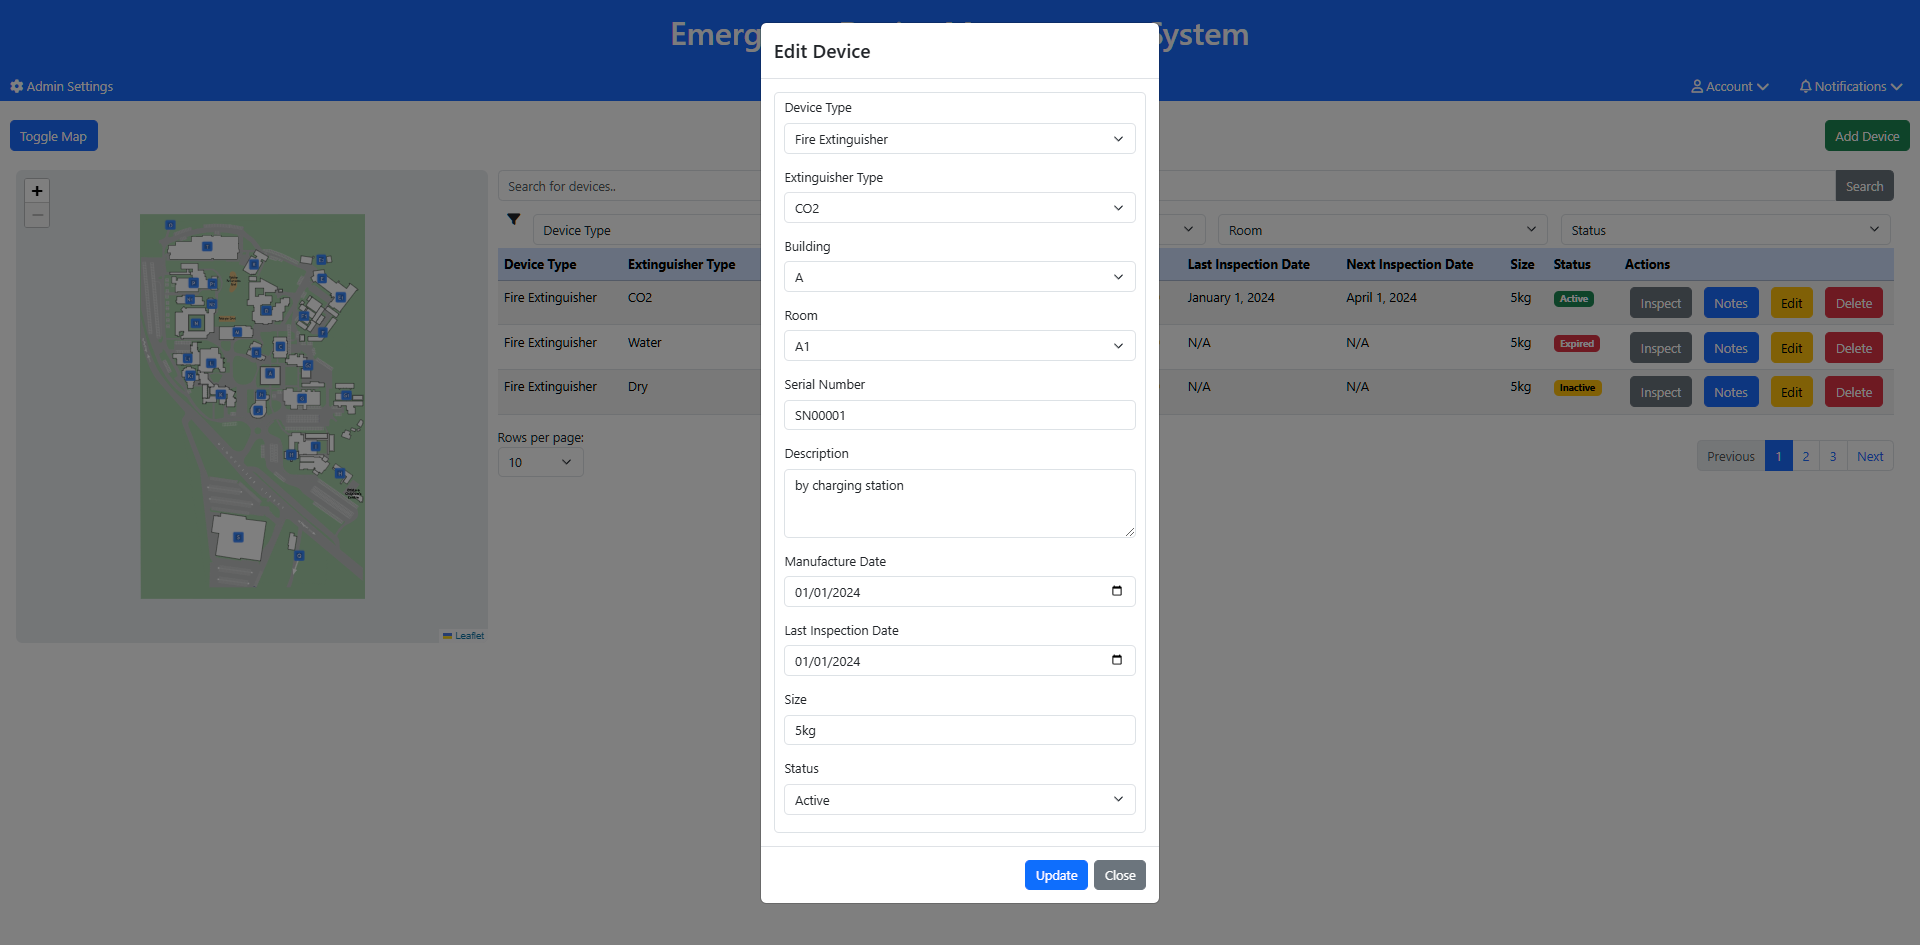 Emerg
System
Admin Settings
Account
Notifications
Toggle Map
Add Device
+
−
Leaflet
Search for devices..
Search
Device Type
Room
Status
Device Type Extinguisher Type Last Inspection Date Next Inspection Date Size Status Actions
Fire Extinguisher CO2 January 1, 2024 April 1, 2024 5kg Active Inspect Notes Edit Delete
Fire Extinguisher Water N/A N/A 5kg Expired Inspect Notes Edit Delete
Fire Extinguisher Dry N/A N/A 5kg Inactive Inspect Notes Edit Delete
Rows per page:
10
Previous 1 2 3 Next
Edit Device
Device Type
Fire Extinguisher
Extinguisher Type
CO2
Building
A
Room
A1
Serial Number
SN00001
Description
by charging station
Manufacture Date
01/01/2024
Last Inspection Date
01/01/2024
Size
5kg
Status
Active
Update
Close